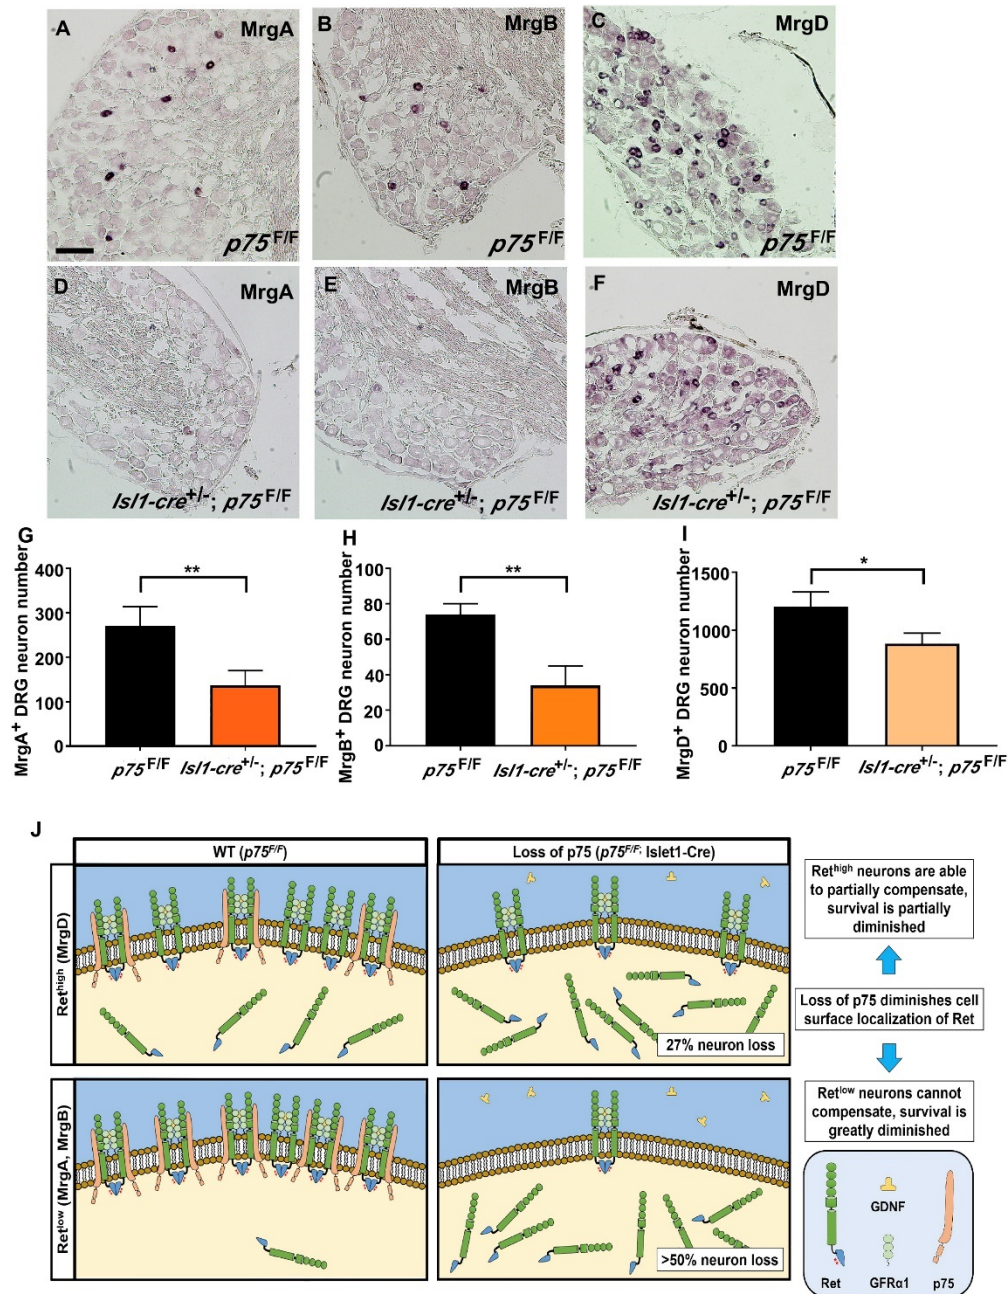 A MrgA
p75F/F
B MrgB
p75F/F
C MrgD
p75F/F
D MrgA
Isl1-cre+/-; p75F/F
E MrgB
Isl1-cre+/-; p75F/F
F MrgD
Isl1-cre+/-; p75F/F
G
MrgA+ DRG neuron number
400
300
200
100
0
**
p75F/F Isl1-cre+/-; p75F/F
H
MrgB+ DRG neuron number
100
80
60
40
20
0
**
p75F/F Isl1-cre+/-; p75F/F
I
MrgD+ DRG neuron number
1500
1000
500
0
*
p75F/F Isl1-cre+/-; p75F/F
J
WT (p75F/F)
Loss of p75 (p75F/F; Islet1-Cre)
Rethigh (MrgD)
27% neuron loss
Retlow (MrgA, MrgB)
>50% neuron loss
Rethigh neurons are able
to partially compensate,
survival is partially
diminished
Loss of p75 diminishes cell
surface localization of Ret
Retlow neurons cannot
compensate, survival is
greatly diminished
GDNF
Ret GFRα1 p75